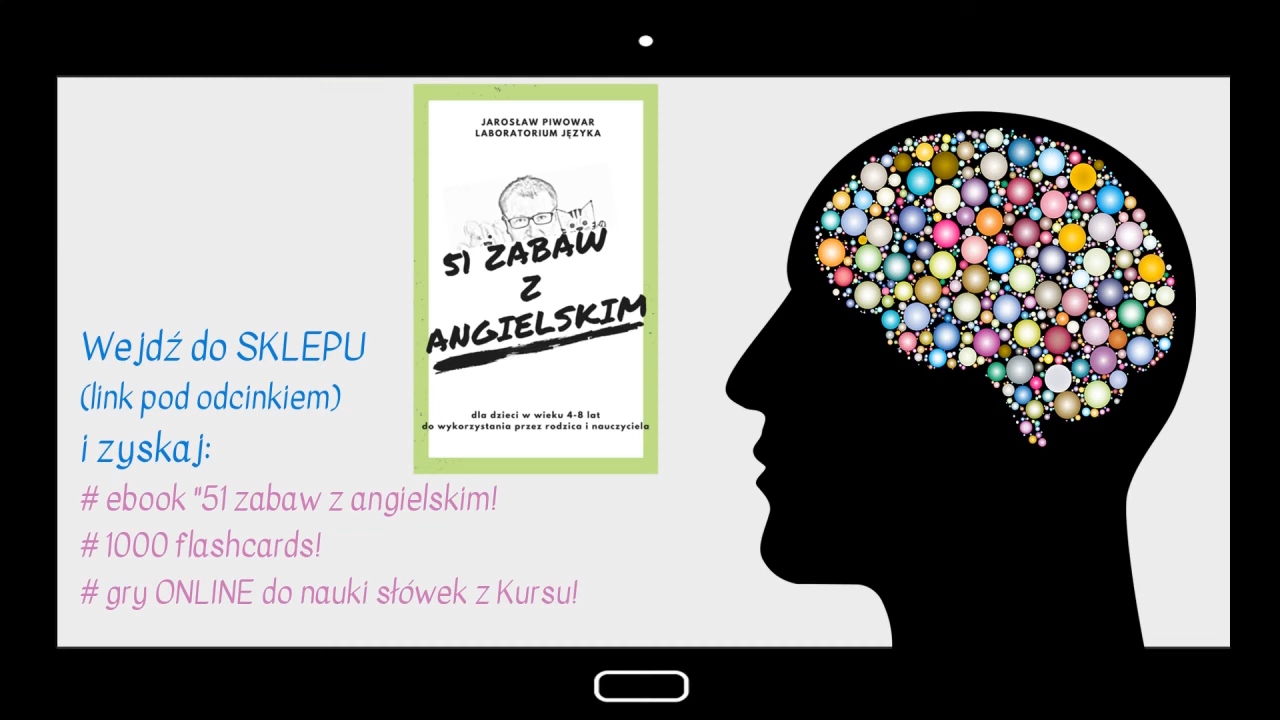 JAROSŁAW PIWOWAR
LABORATORIUM JĘZYKA
51 ZABAW
Z
ANGIELSKIM
dla dzieci w wieku 4-8 lat
do wykorzystania przez rodzica i nauczyciela
Wejdź do SKLEPU
(link pod odcinkiem)
i zyskaj:
# ebook "51 zabaw z angielskim!
# 1000 flashcards!
# gry ONLINE do nauki słówek z Kursu!